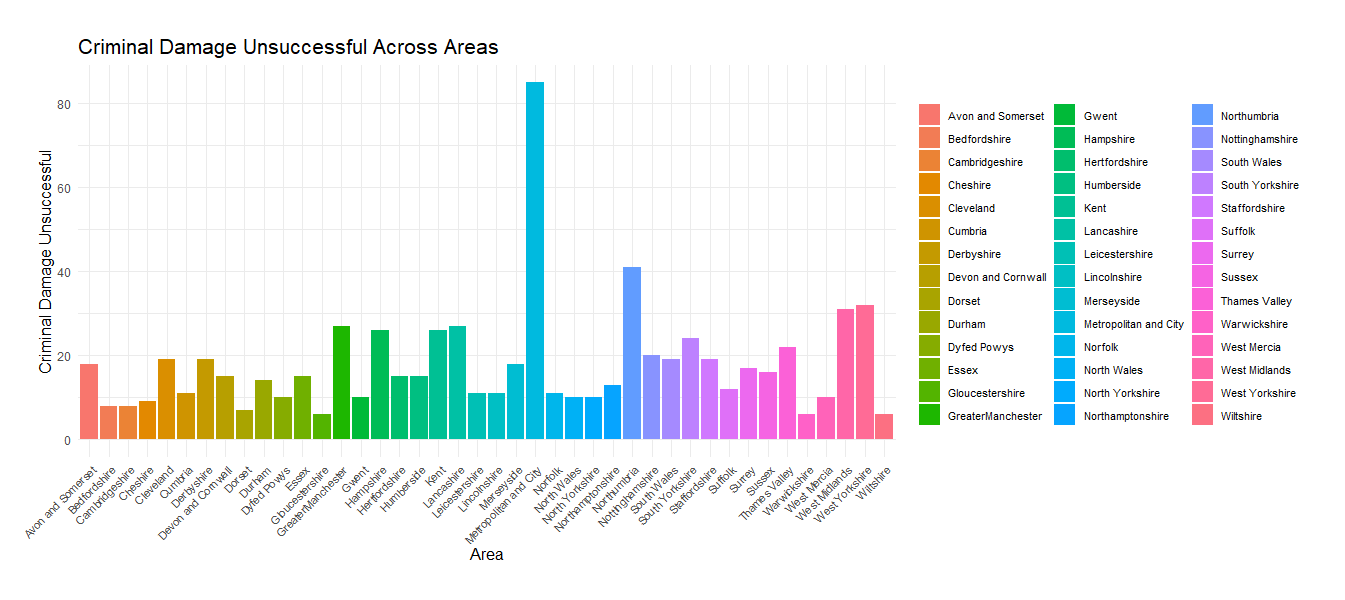 Criminal Damage Unsuccessful Across Areas
Criminal Damage Unsuccessful
80
60
40
20
0
Avon and Somerset
Bedfordshire
Cambridgeshire
Cheshire
Cleveland
Cumbria
Derbyshire
Devon and Cornwall
Dorset
Durham
Dyfed Powys
Essex
Gloucestershire
GreaterManchester
Gwent
Hampshire
Hertfordshire
Humberside
Kent
Lancashire
Leicestershire
Lincolnshire
Merseyside
Metropolitan and City
Norfolk
North Wales
North Yorkshire
Northamptonshire
Northumbria
Nottinghamshire
South Wales
South Yorkshire
Staffordshire
Suffolk
Surrey
Sussex
Thames Valley
Warwickshire
West Mercia
West Midlands
West Yorkshire
Wiltshire
Area
Avon and Somerset
Bedfordshire
Cambridgeshire
Cheshire
Cleveland
Cumbria
Derbyshire
Devon and Cornwall
Dorset
Durham
Dyfed Powys
Essex
Gloucestershire
GreaterManchester
Gwent
Hampshire
Hertfordshire
Humberside
Kent
Lancashire
Leicestershire
Lincolnshire
Merseyside
Metropolitan and City
Norfolk
North Wales
North Yorkshire
Northamptonshire
Northumbria
Nottinghamshire
South Wales
South Yorkshire
Staffordshire
Suffolk
Surrey
Sussex
Thames Valley
Warwickshire
West Mercia
West Midlands
West Yorkshire
Wiltshire